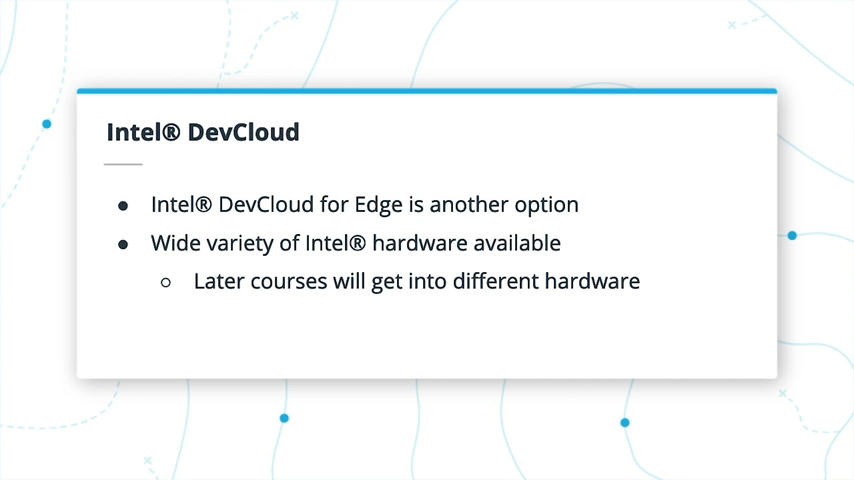 Intel® DevCloud
● Intel® DevCloud for Edge is another option
● Wide variety of Intel® hardware available
○ Later courses will get into different hardware